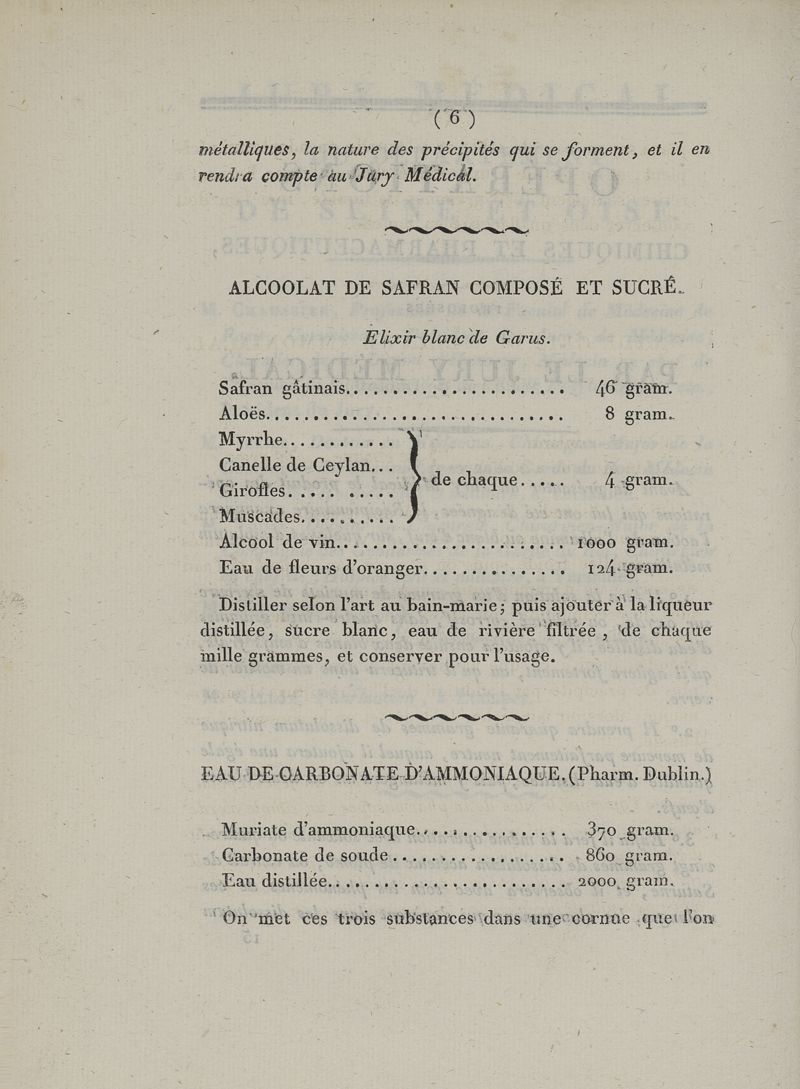 ( 6 )
métalliques, la nature des précipités qui se forment, et il en
rendra compte au Jury Médical.
ALCOOLAT DE SAFRAN COMPOSÉ ET SUCRÉ.
Elixir blanc de Garus.
Safran gâtinais....................... 46 gram.
Aloës............................... 8 gram.
Myrrhe............
Canelle de Ceylan...
Girofles..... .....
de chaque..... 4 gram.
Muscades..........
Alcool de vin........................ 1000 gram.
Eau de fleurs d'oranger............... 124 gram.
Distiller selon l'art au bain-marie; puis ajouter à la liqueur
distillée, sucre blanc, eau de rivière filtrée , de chaque
mille grammes, et conserver pour l'usage.
EAU DE CARBONATE D'AMMONIAQUE. (Pharm. Dublin.)
Muriate d'ammoniaque................ 370 gram.
Carbonate de soude.................. 860 gram.
Eau distillée......................... 2000 gram.
On met ces trois substances dans une cornue que l'on